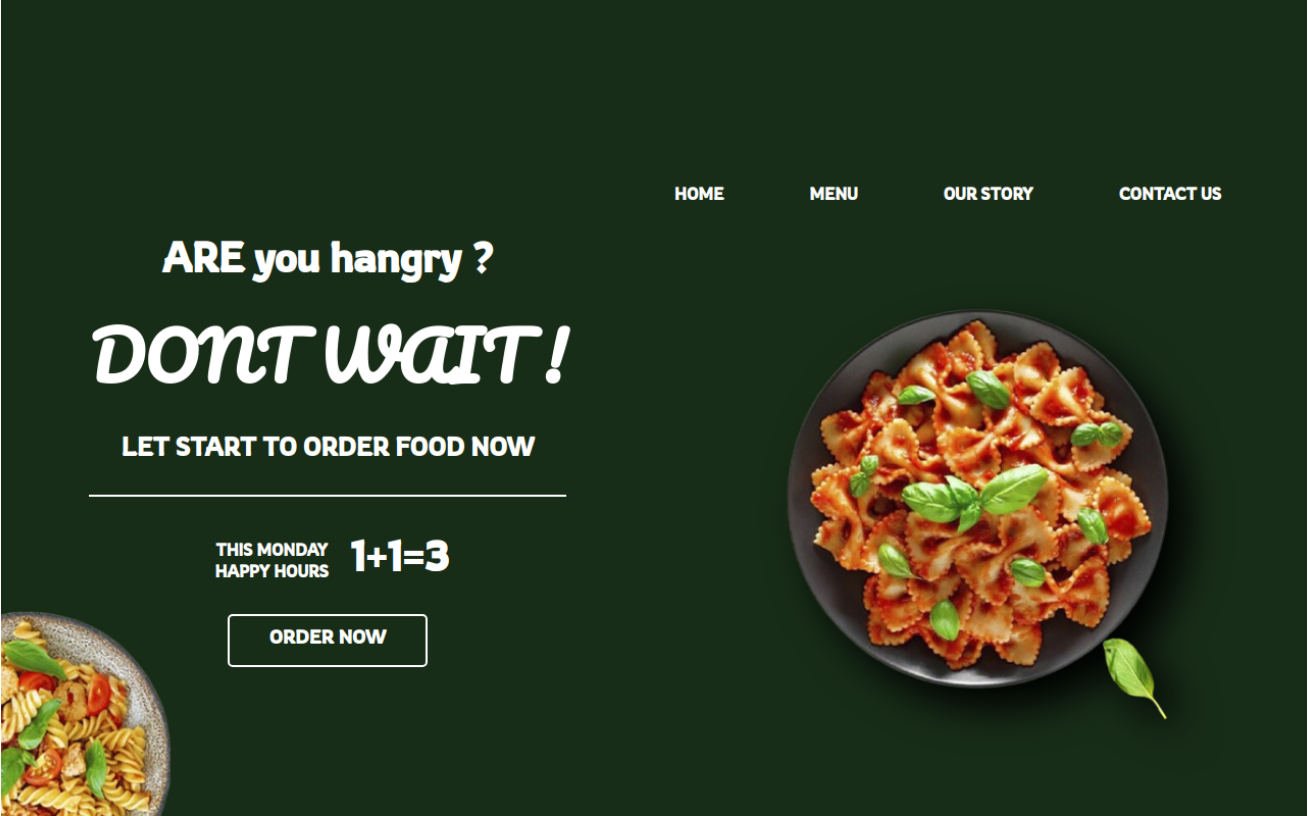 HOME MENU OUR STORY CONTACT US
ARE you hangry ?
DONT WAIT !
LET START TO ORDER FOOD NOW
THIS MONDAY
HAPPY HOURS
1+1=3
ORDER NOW